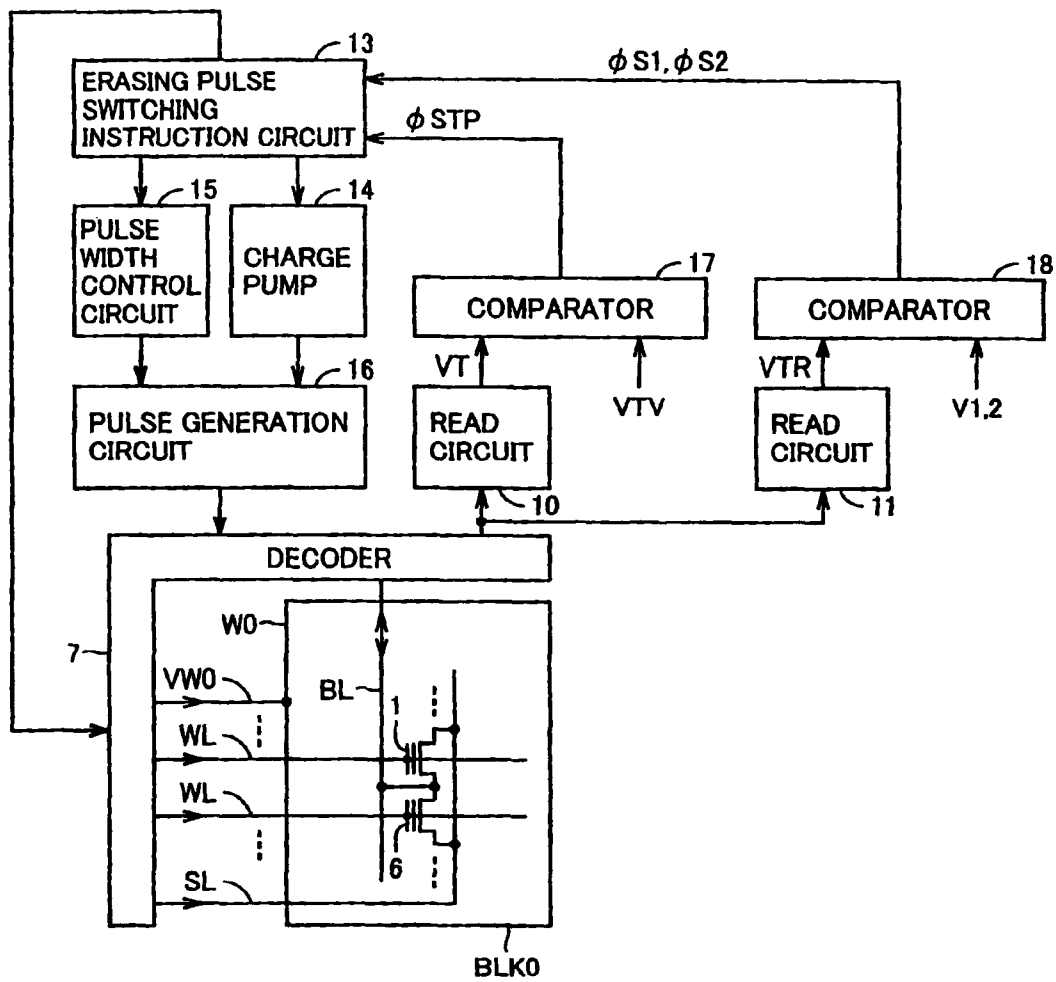 13
ERASING PULSE
SWITCHING
INSTRUCTION CIRCUIT
ϕS1,ϕS2
ϕSTP
15
PULSE
WIDTH
CONTROL
CIRCUIT
14
CHARGE
PUMP
17
COMPARATOR
18
COMPARATOR
VT
VTV
VTR
V1,2
16
PULSE GENERATION
CIRCUIT
READ
CIRCUIT
10
READ
CIRCUIT
11
DECODER
7
W0
VW0
BL
1
WL
WL
6
SL
BLK0